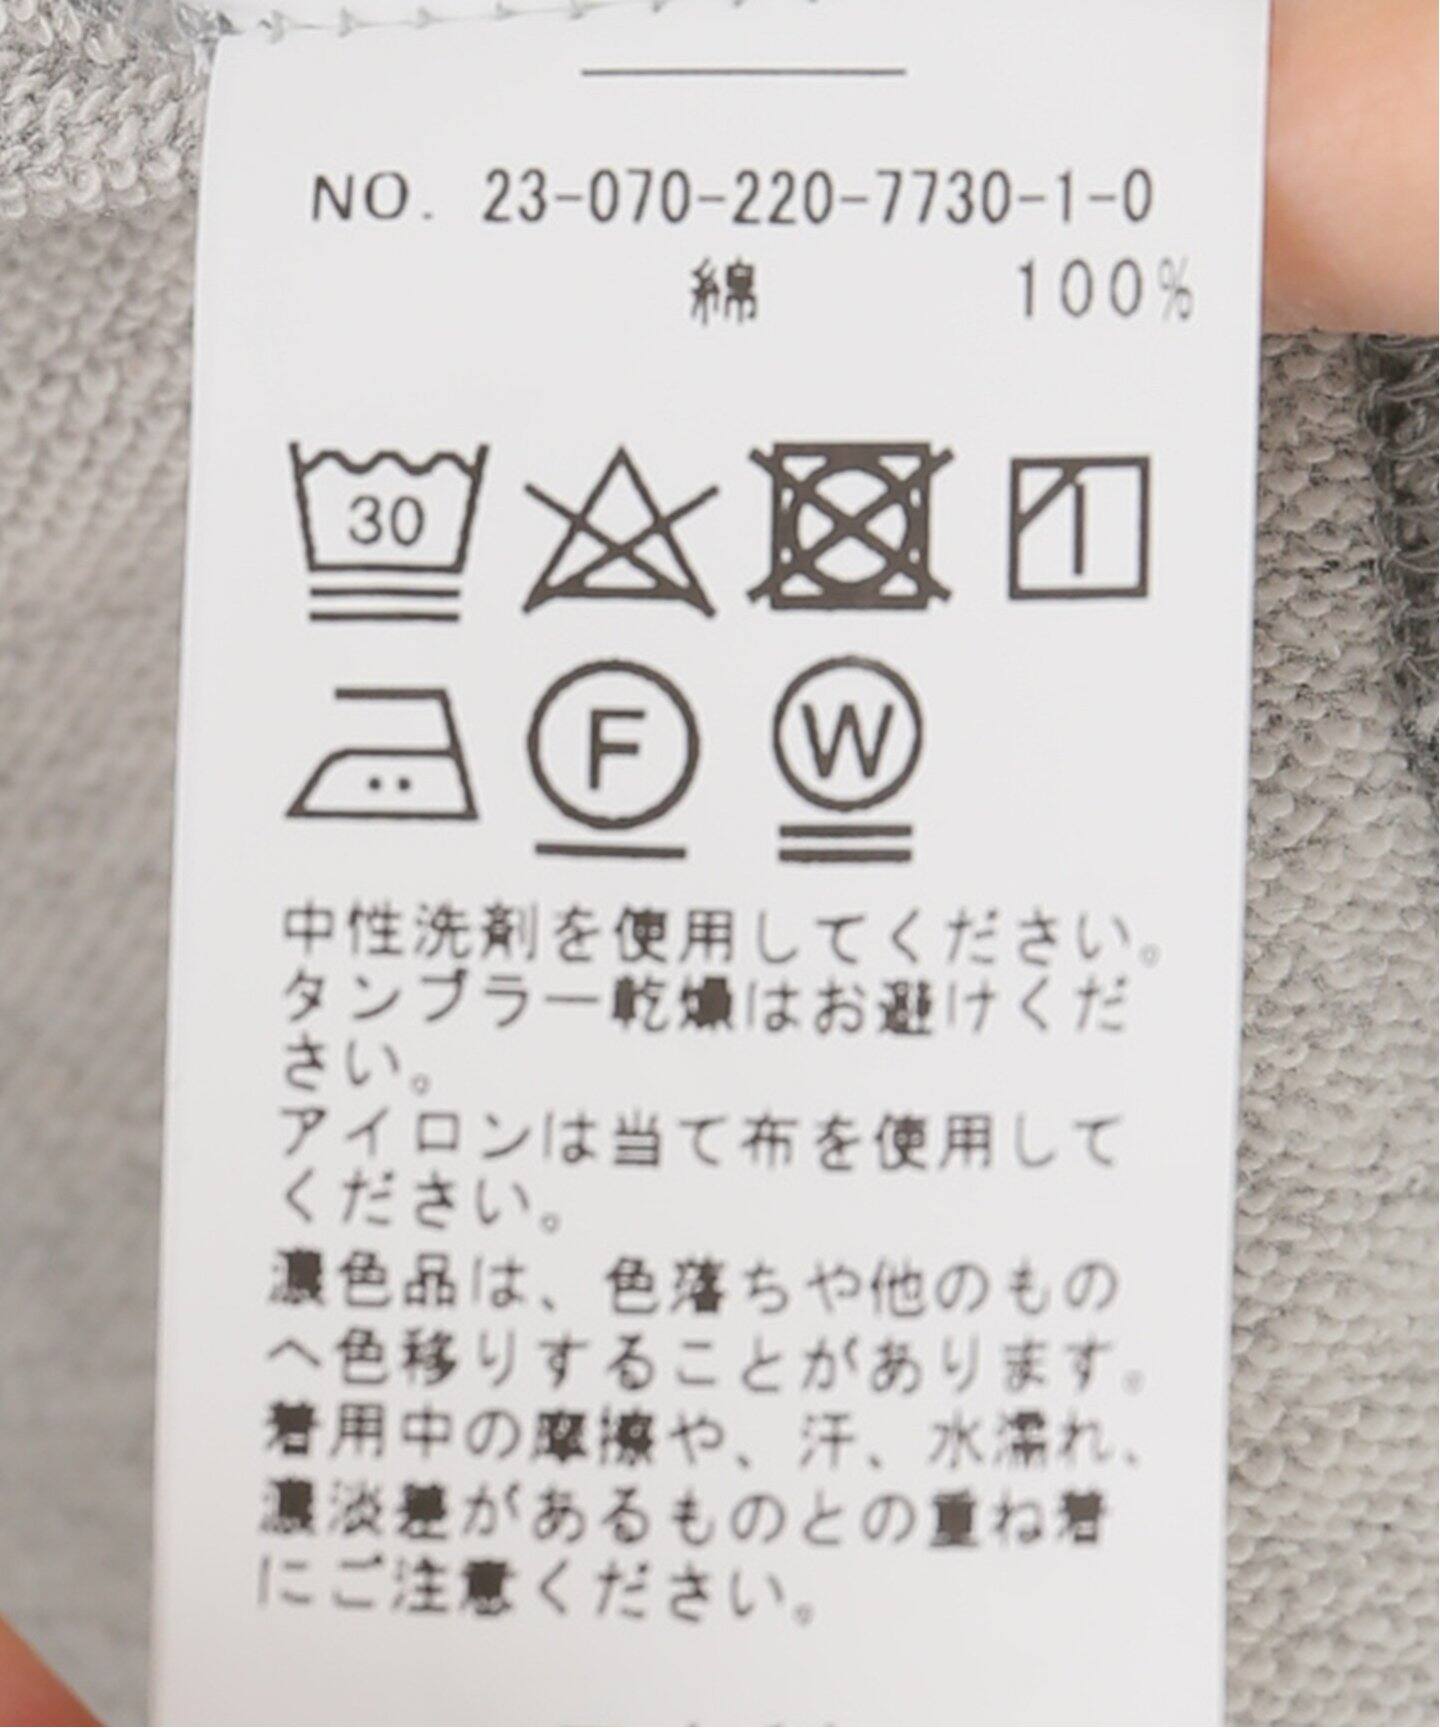 NO. 23-070-220-7730-1-0
綿 100%
30
F
W
中性洗剤を使用してください。
タンブラー乾燥はお避けくだ
さい。
アイロンは当て布を使用して
ください。
濃色品は、色落ちや他のもの
へ色移りすることがあります。
着用中の摩擦や、汗、水濡れ、
濃淡差があるものとの重ね着
にご注意ください。